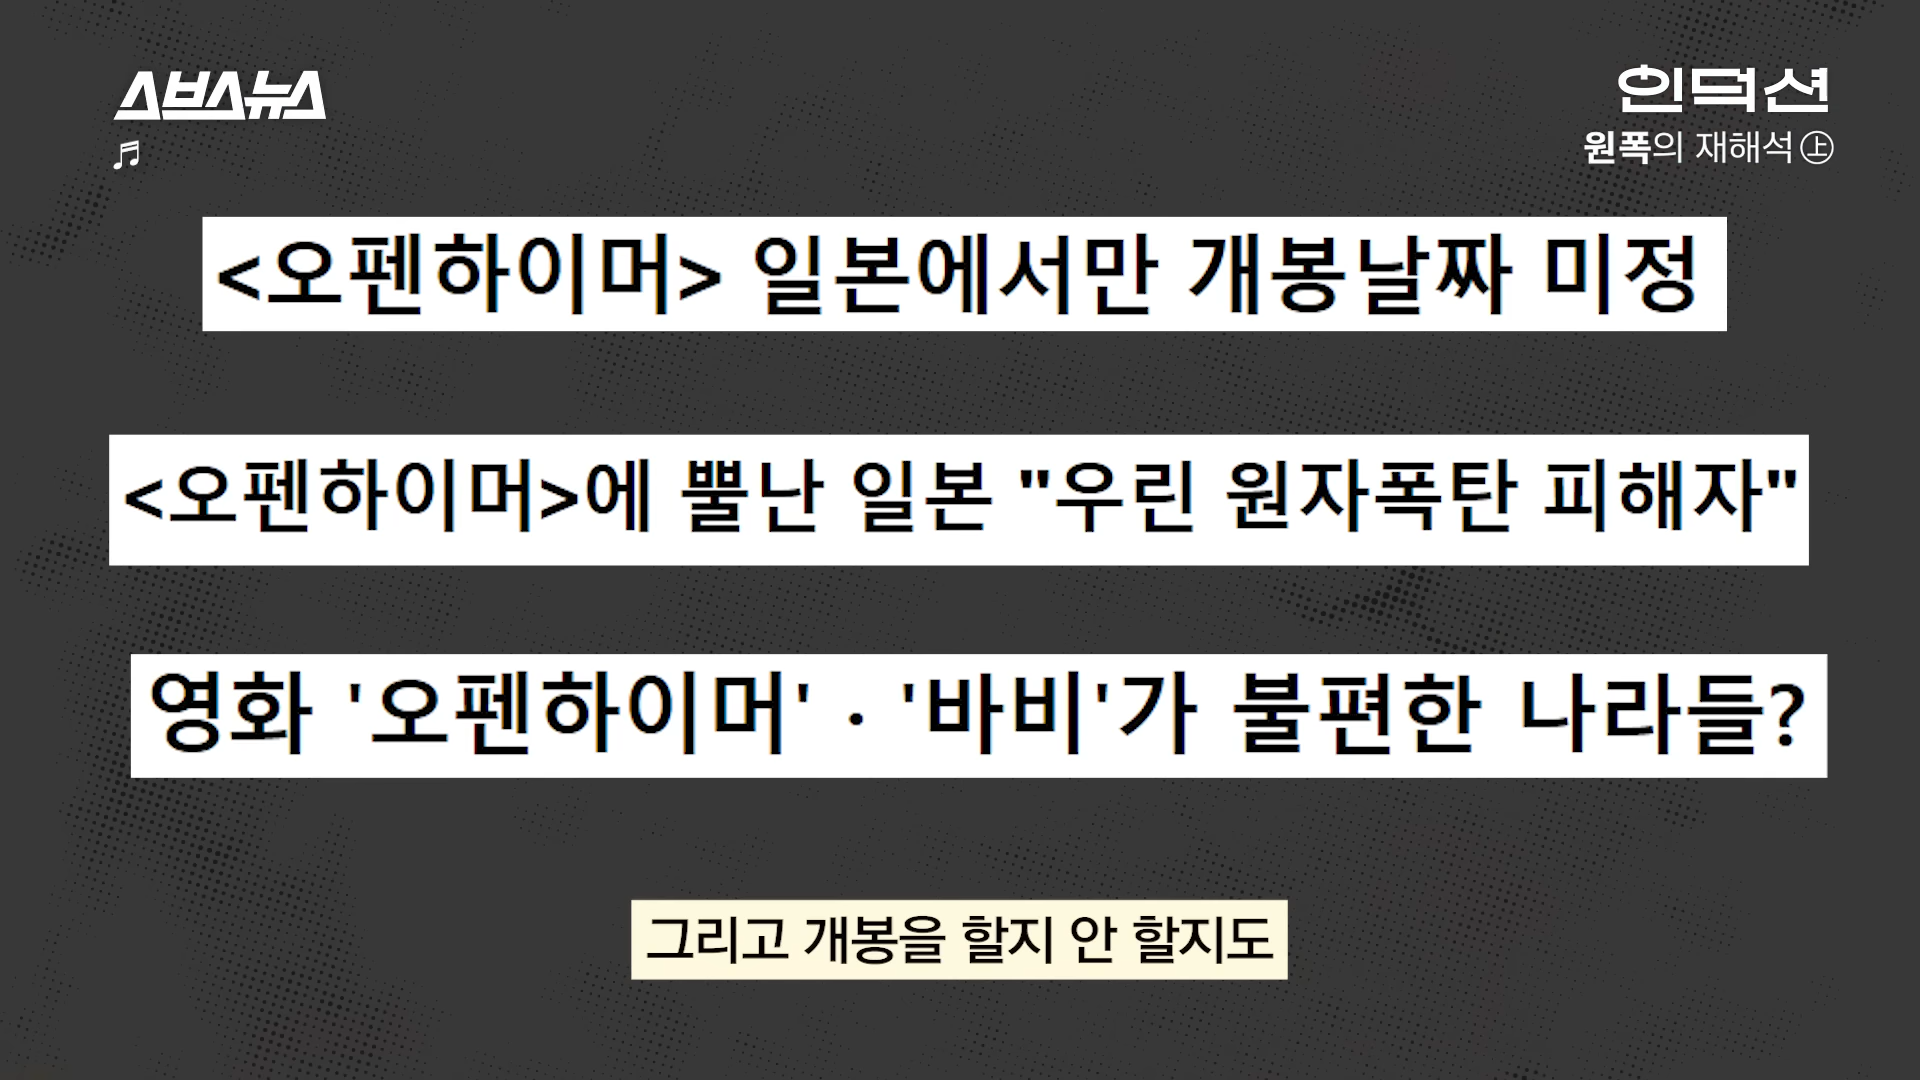 스브스뉴스
인덕션
원폭의 재해석 ㊤
<오펜하이머> 일본에서만 개봉날짜 미정
<오펜하이머>에 뿔난 일본 "우린 원자폭탄 피해자"
영화 '오펜하이머' · '바비'가 불편한 나라들?
그리고 개봉을 할지 안 할지도